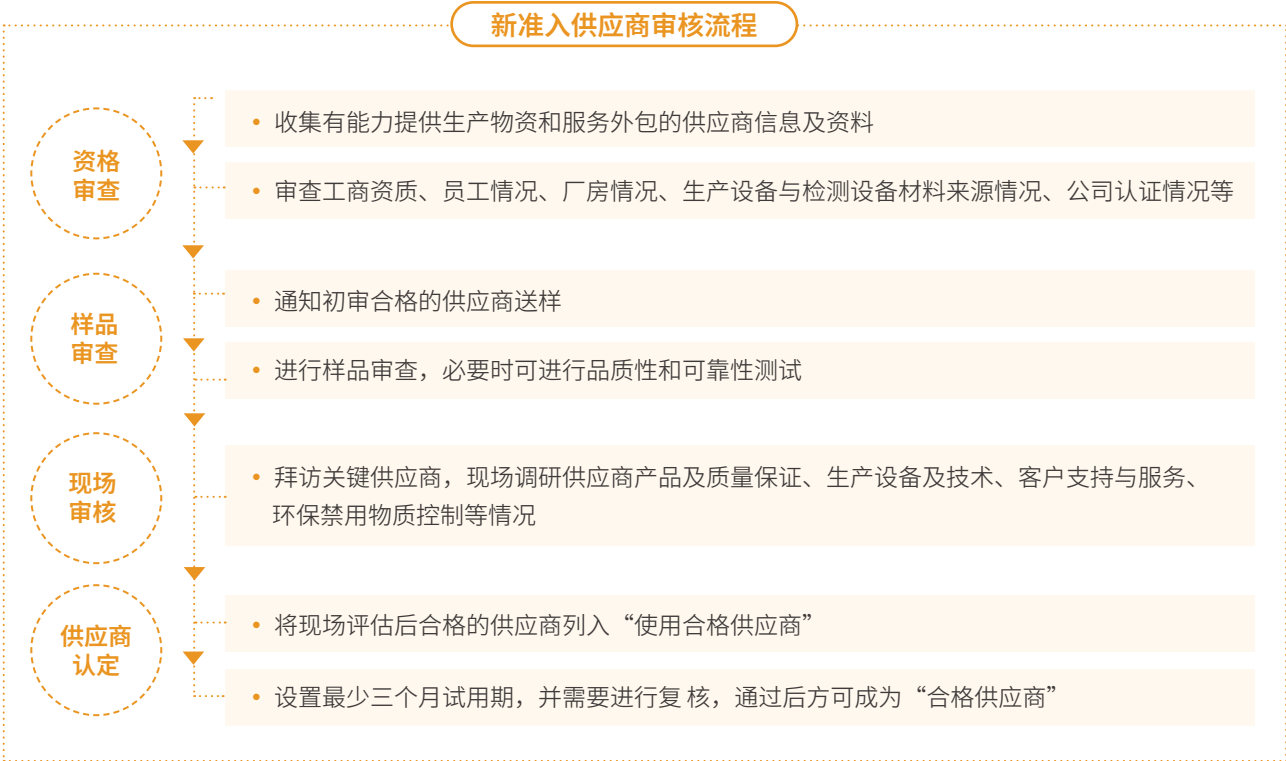 新准入供应商审核流程
资格
审查
• 收集有能力提供生产物资和服务外包的供应商信息及资料
• 审查工商资质、员工情况、厂房情况、生产设备与检测设备材料来源情况、公司认证情况等
样品
审查
• 通知初审合格的供应商送样
• 进行样品审查，必要时可进行品质性和可靠性测试
现场
审核
• 拜访关键供应商，现场调研供应商产品及质量保证、生产设备及技术、客户支持与服务、
环保禁用物质控制等情况
供应商
认定
• 将现场评估后合格的供应商列入“使用合格供应商”
• 设置最少三个月试用期，并需要进行复 核，通过后方可成为“合格供应商”